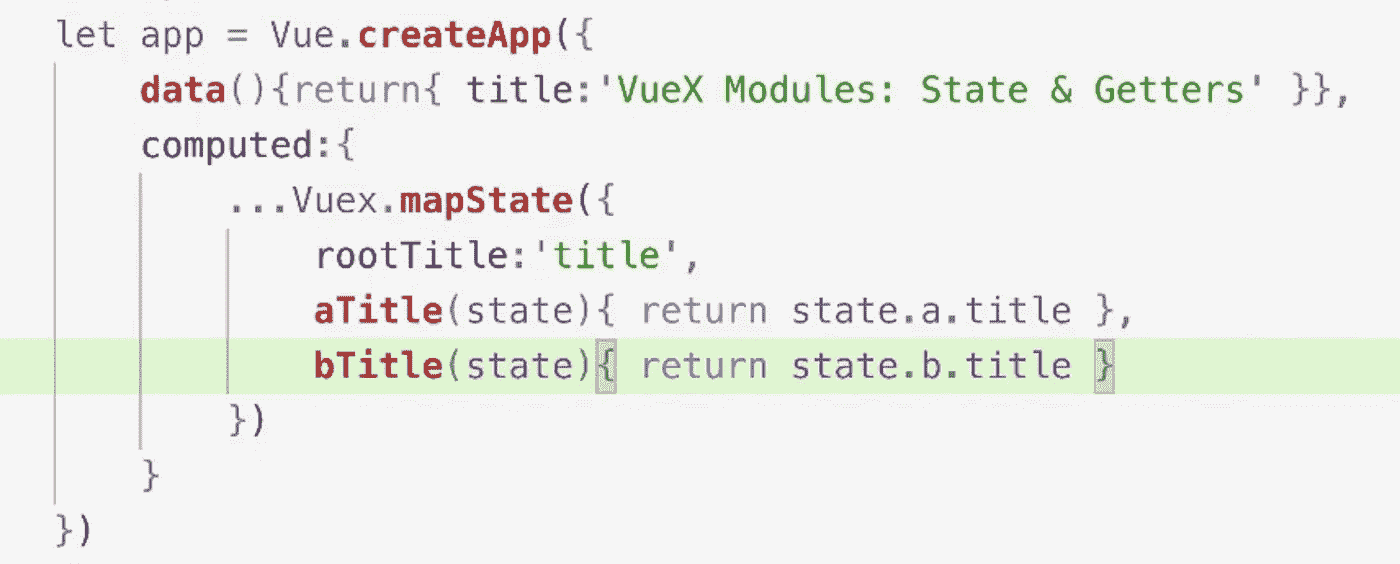 let app = Vue.createApp({
    data(){return{ title:'VueX Modules: State & Getters' }},
    computed:{
        ...Vuex.mapState({
            rootTitle:'title',
            aTitle(state){ return state.a.title },
            bTitle(state){ return state.b.title }
        })
    }
})